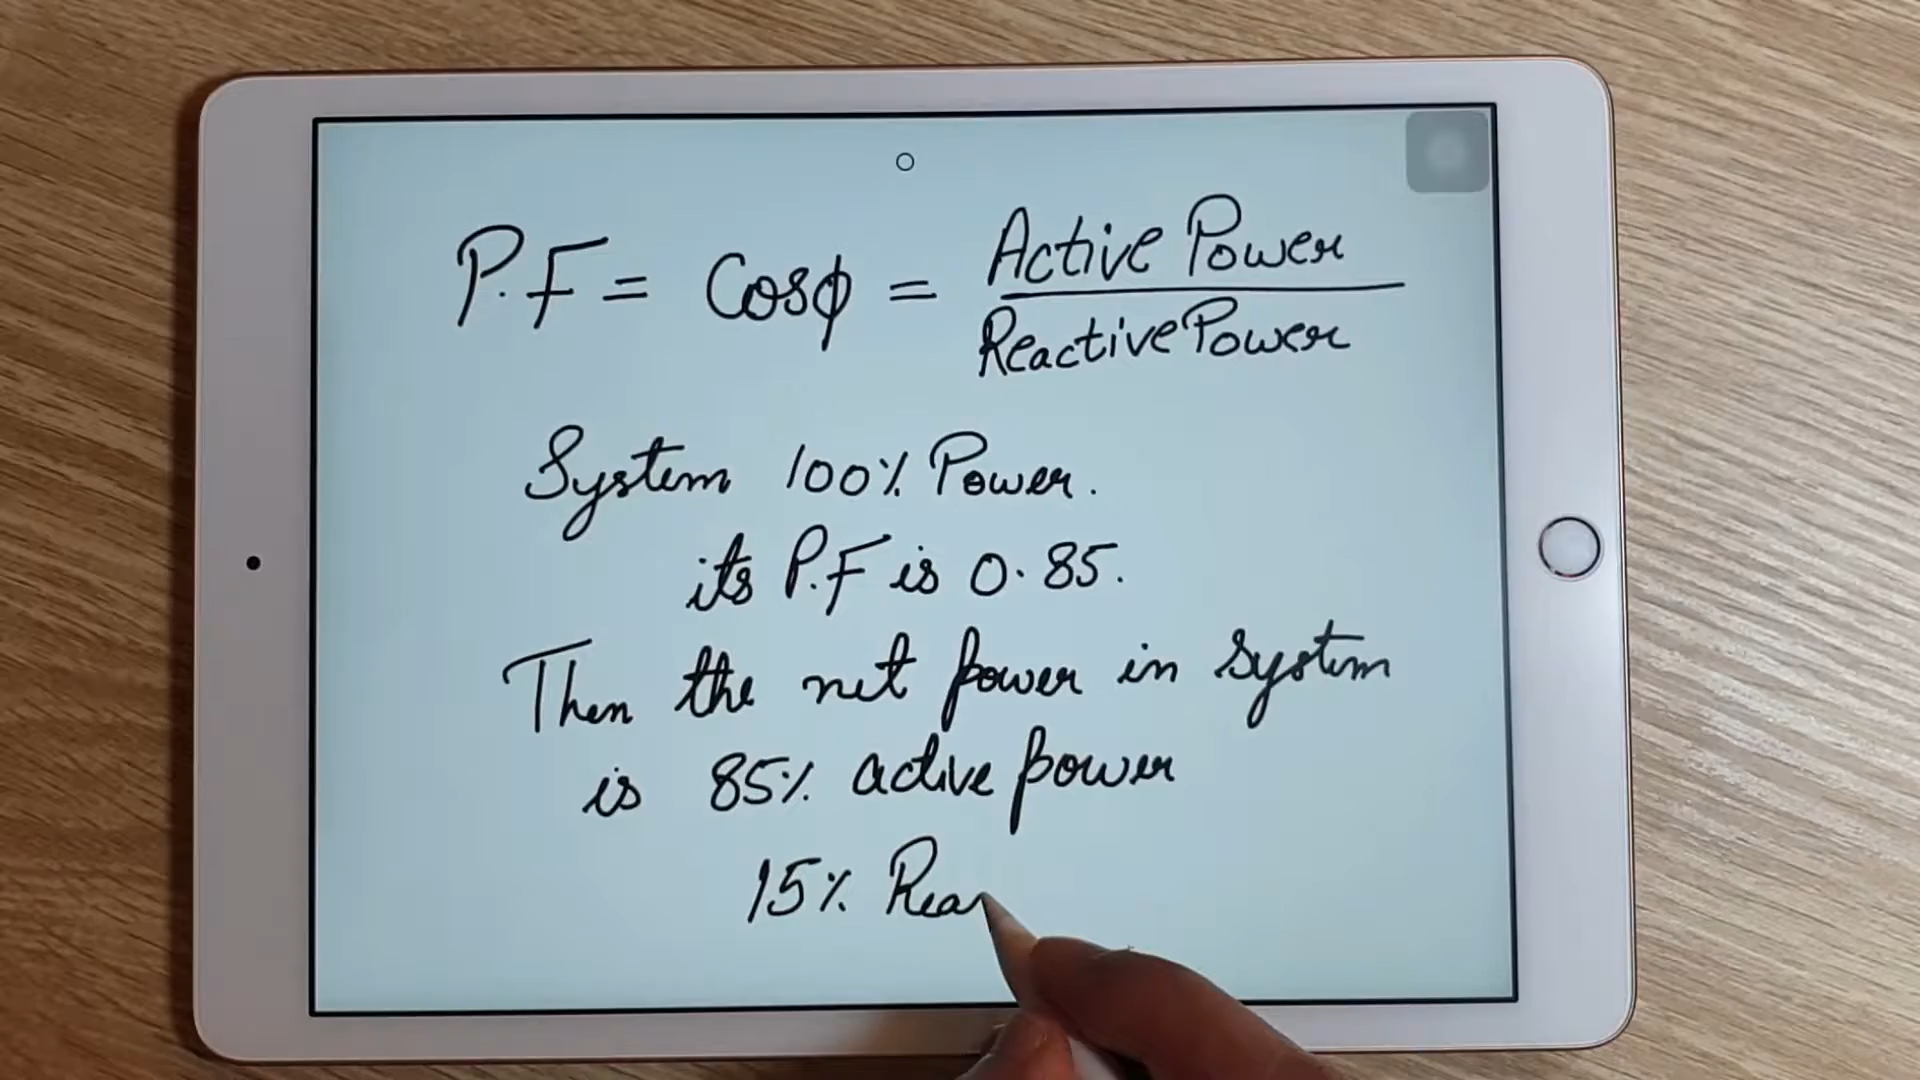 P.F = Cosφ = Active Power / Reactive Power
System 100% Power.
its P.F is 0.85.
Then the net power in system
is 85% active power
15% Rea